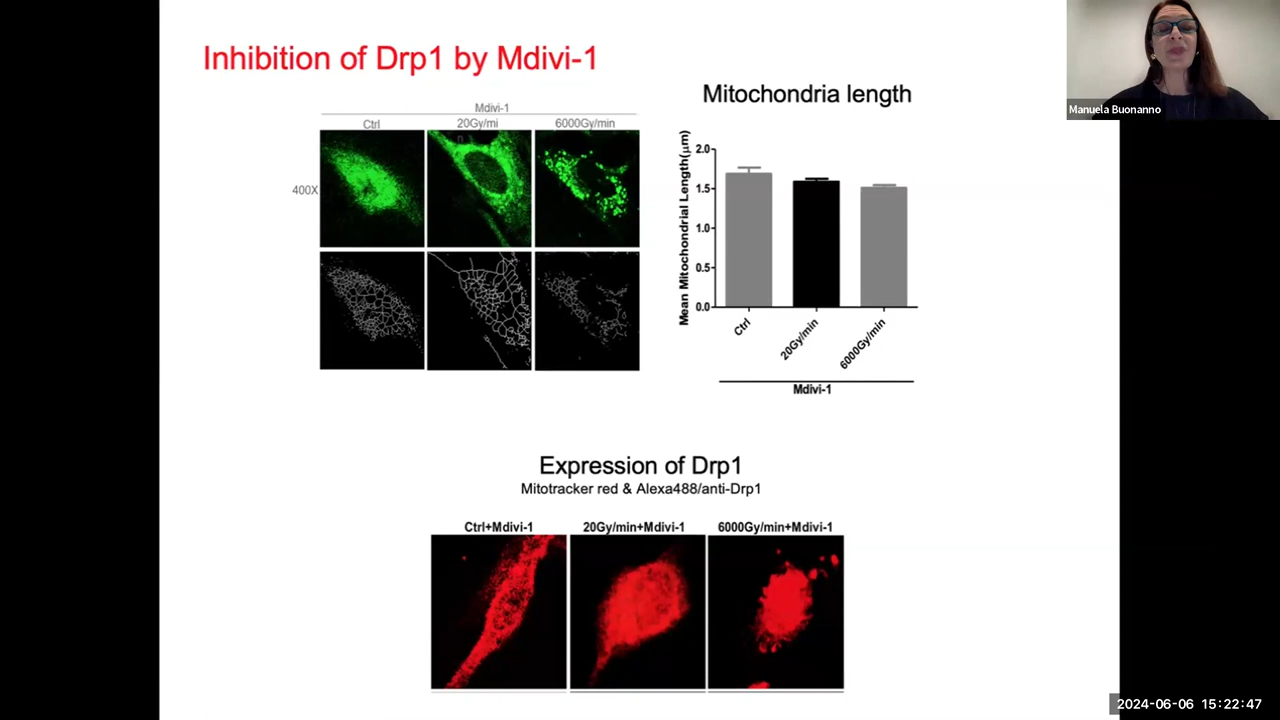 Inhibition of Drp1 by Mdivi-1
Mdivi-1
Ctrl
20Gy/mi
n
6000Gy/min
400X
Mitochondria length
Mean Mitochondrial Length(μm)
2.0
1.5
1.0
0.5
0.0
Ctrl
20Gy/min
6000Gy/min
Mdivi-1
Expression of Drp1
Mitotracker red & Alexa488/anti-Drp1
Ctrl+Mdivi-1
20Gy/min+Mdivi-1
6000Gy/min+Mdivi-1
Manuela Buonanno
2024-06-06 15:22:47